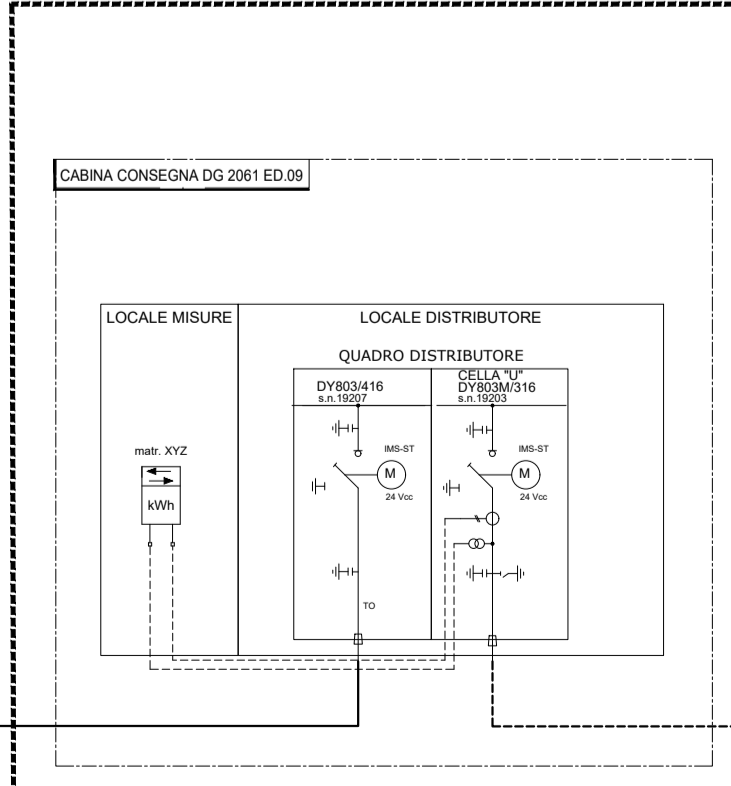 CABINA CONSEGNA DG 2061 ED.09
LOCALE MISURE
LOCALE DISTRIBUTORE
QUADRO DISTRIBUTORE
DY803/416
s.n.19207
CELLA "U"
DY803M/316
s.n.19203
matr. XYZ
kWh
IMS-ST
M
24 Vcc
IMS-ST
M
24 Vcc
TO